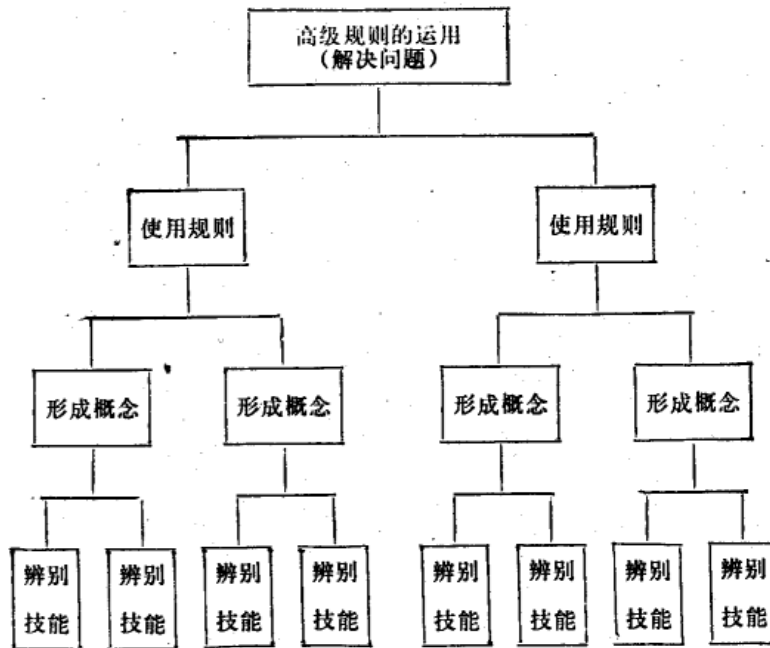 高级规则的运用
(解决问题)
使用规则
使用规则
形成概念
形成概念
形成概念
形成概念
辨别
技能
辨别
技能
辨别
技能
辨别
技能
辨别
技能
辨别
技能
辨别
技能
辨别
技能